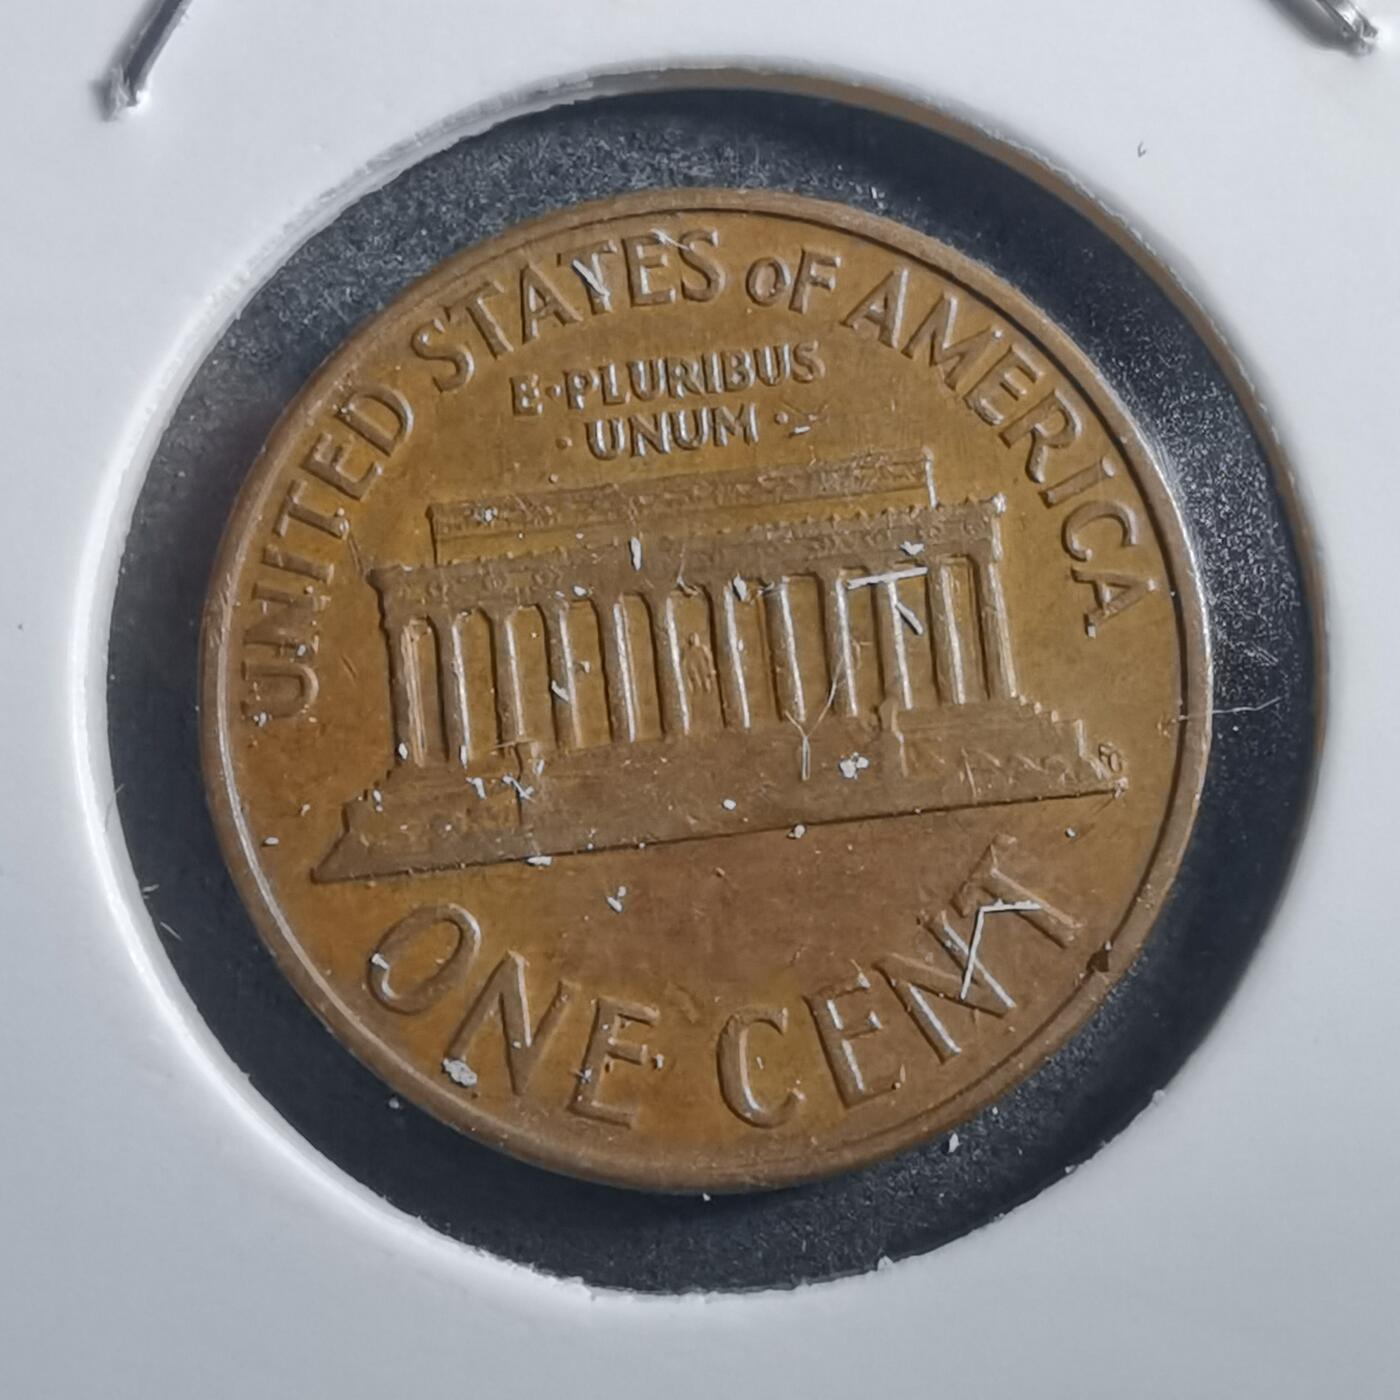 UNITED STATES OF AMERICA
E·PLURIBUS
·UNUM·
ONE CENT